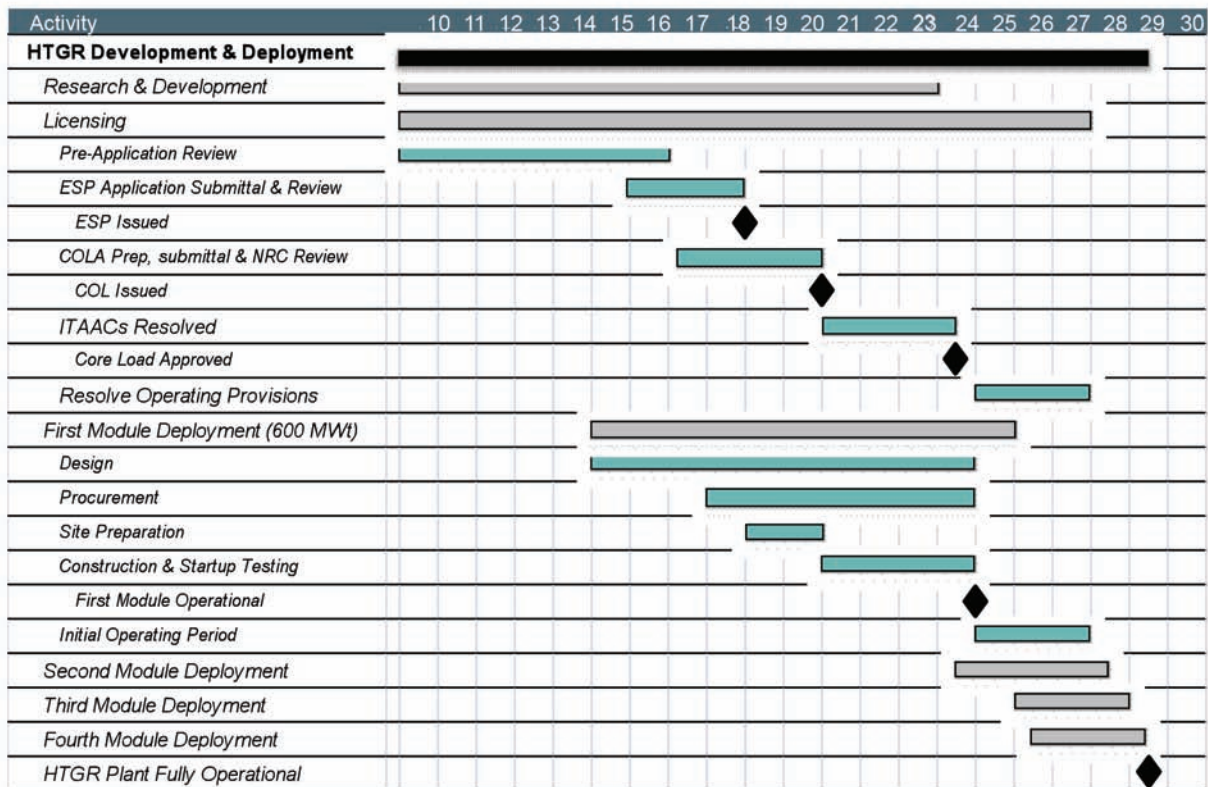 Activity 10 11 12 13 14 15 16 17 18 19 20 21 22 23 24 25 26 27 28 29 30
HTGR Development & Deployment
Research & Development
Licensing
Pre-Application Review
ESP Application Submittal & Review
ESP Issued
COLA Prep, submittal & NRC Review
COL Issued
ITAACs Resolved
Core Load Approved
Resolve Operating Provisions
First Module Deployment (600 MWt)
Design
Procurement
Site Preparation
Construction & Startup Testing
First Module Operational
Initial Operating Period
Second Module Deployment
Third Module Deployment
Fourth Module Deployment
HTGR Plant Fully Operational